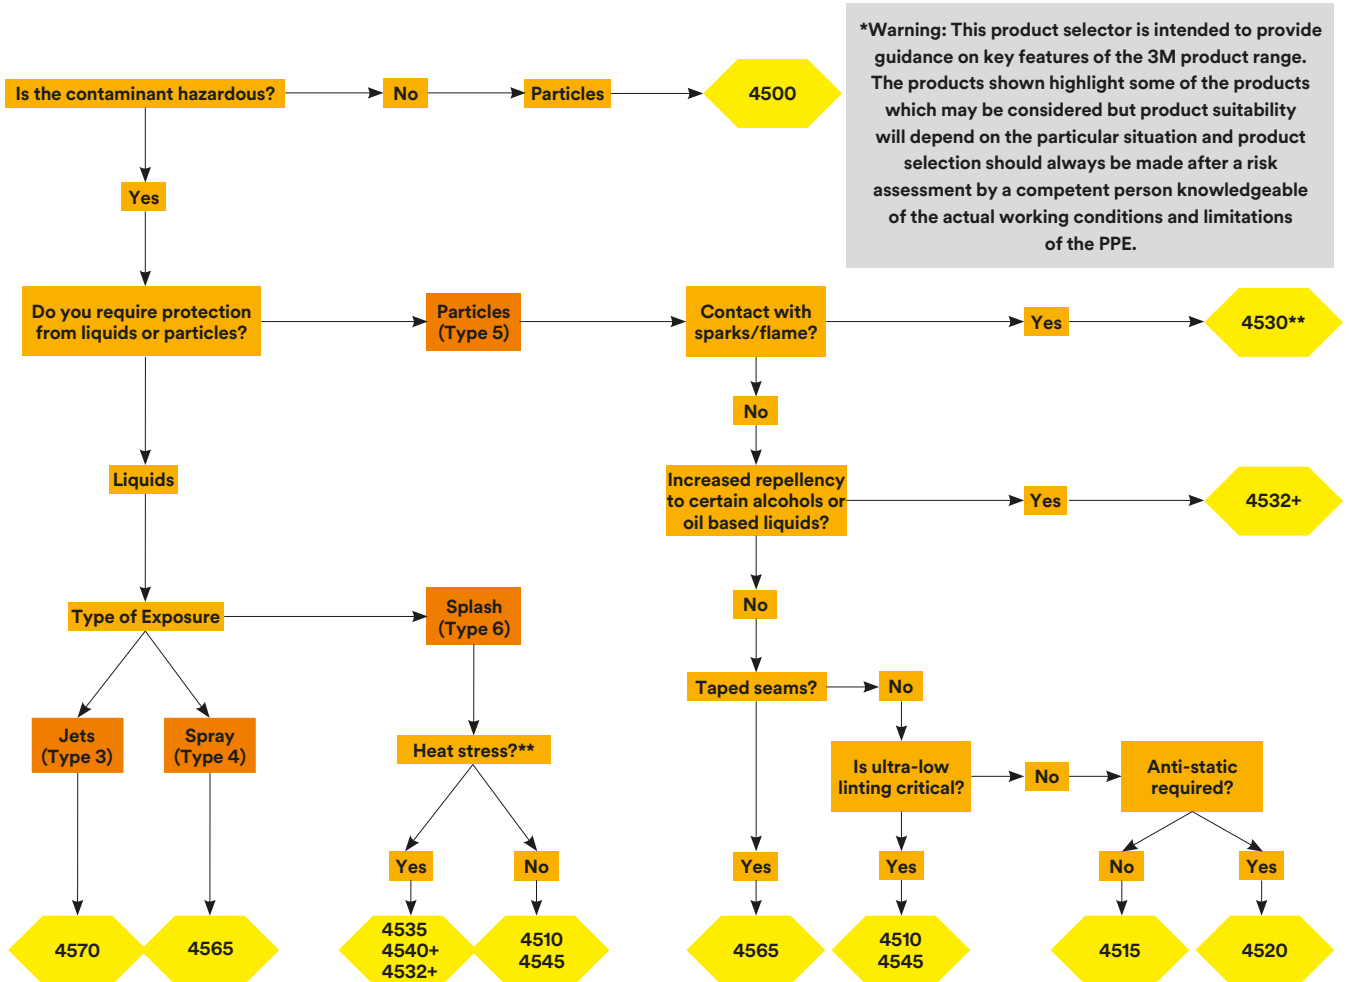 Is the contaminant hazardous?
No
Particles
4500
*Warning: This product selector is intended to provide
guidance on key features of the 3M product range.
The products shown highlight some of the products
which may be considered but product suitability
will depend on the particular situation and product
selection should always be made after a risk
assessment by a competent person knowledgeable
of the actual working conditions and limitations
of the PPE.
Yes
Do you require protection
from liquids or particles?
Particles
(Type 5)
Contact with
sparks/flame?
Yes
4530**
No
Liquids
Increased repellency
to certain alcohols or
oil based liquids?
Yes
4532+
No
Type of Exposure
Splash
(Type 6)
Taped seams?
No
Jets
(Type 3)
Spray
(Type 4)
Heat stress?**
Is ultra-low
linting critical?
No
Anti-static
required?
Yes
No
Yes
Yes
No
Yes
4570
4565
4535
4540+
4532+
4510
4545
4565
4510
4545
4515
4520